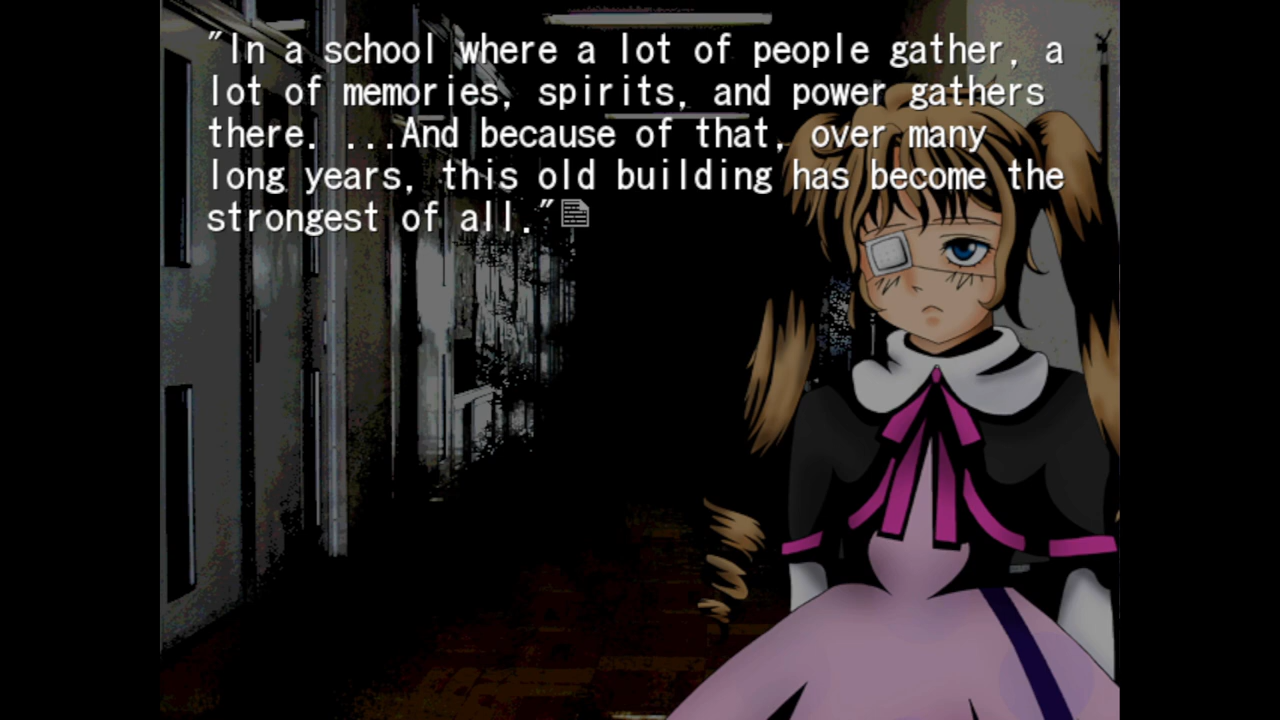 "In a school where a lot of people gather, a
lot of memories, spirits, and power gathers
there. ...And because of that, over many
long years, this old building has become the
strongest of all."